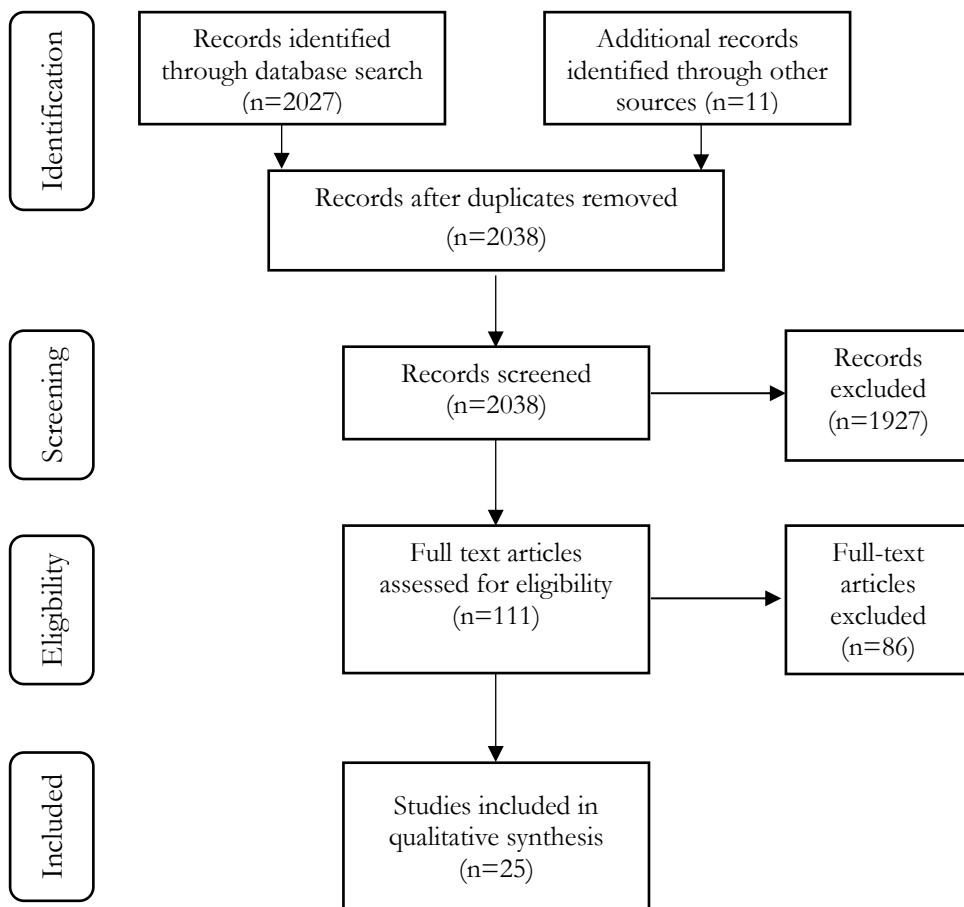 Identification
Records identified
through database search
(n=2027)
Additional records
identified through other
sources (n=11)
Records after duplicates removed
(n=2038)
Screening
Records screened
(n=2038)
Records
excluded
(n=1927)
Eligibility
Full text articles
assessed for eligibility
(n=111)
Full-text
articles
excluded
(n=86)
Included
Studies included in
qualitative synthesis
(n=25)